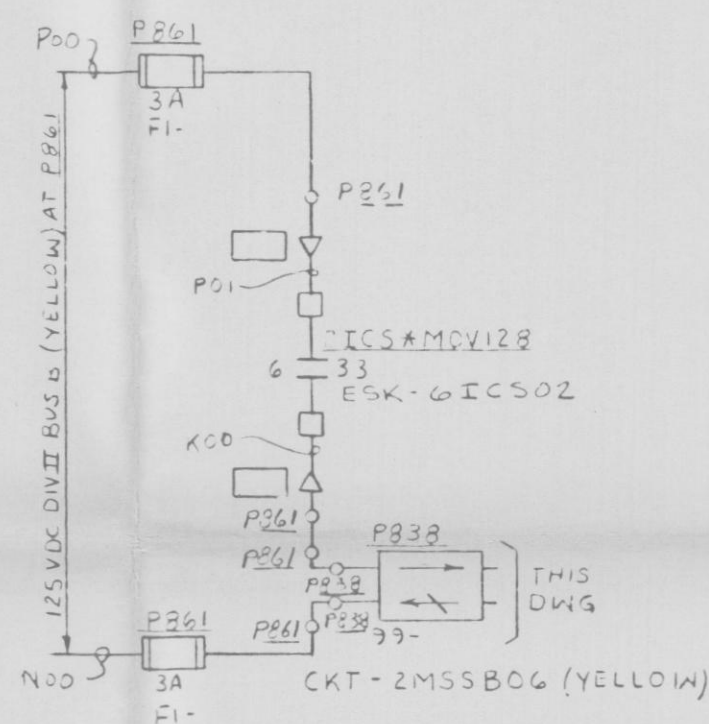 P00
P861
3A
F1-
P861
125 VDC DIV II BUS B (YELLOW) AT P861
P01
ICS*MOV128
6 33
ESK-6ICS02
K00
P861
P861
P838
P838
P838
THIS
DWG
P861
P861
99-
N00
3A
F1-
CKT-2MSSB06 (YELLOW)